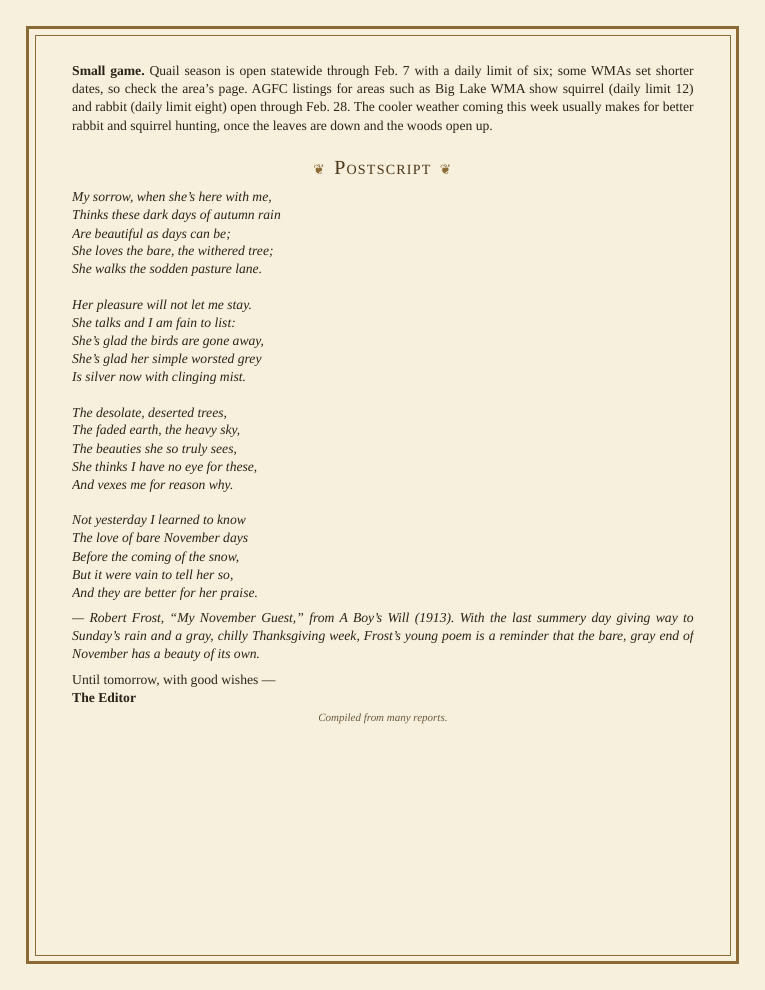 Small game. Quail season is open statewide through Feb. 7 with a daily limit of six; some WMAs set shorter
dates, so check the area’s page. AGFC listings for areas such as Big Lake WMA show squirrel (daily limit 12)
and rabbit (daily limit eight) open through Feb. 28. The cooler weather coming this week usually makes for better
rabbit and squirrel hunting, once the leaves are down and the woods open up.
❦ Postscript ❦
My sorrow, when she’s here with me,
Thinks these dark days of autumn rain
Are beautiful as days can be;
She loves the bare, the withered tree;
She walks the sodden pasture lane.
Her pleasure will not let me stay.
She talks and I am fain to list:
She’s glad the birds are gone away,
She’s glad her simple worsted grey
Is silver now with clinging mist.
The desolate, deserted trees,
The faded earth, the heavy sky,
The beauties she so truly sees,
She thinks I have no eye for these,
And vexes me for reason why.
Not yesterday I learned to know
The love of bare November days
Before the coming of the snow,
But it were vain to tell her so,
And they are better for her praise.
— Robert Frost, “My November Guest,” from A Boy’s Will (1913). With the last summery day giving way to
Sunday’s rain and a gray, chilly Thanksgiving week, Frost’s young poem is a reminder that the bare, gray end of
November has a beauty of its own.
Until tomorrow, with good wishes —
The Editor
Compiled from many reports.